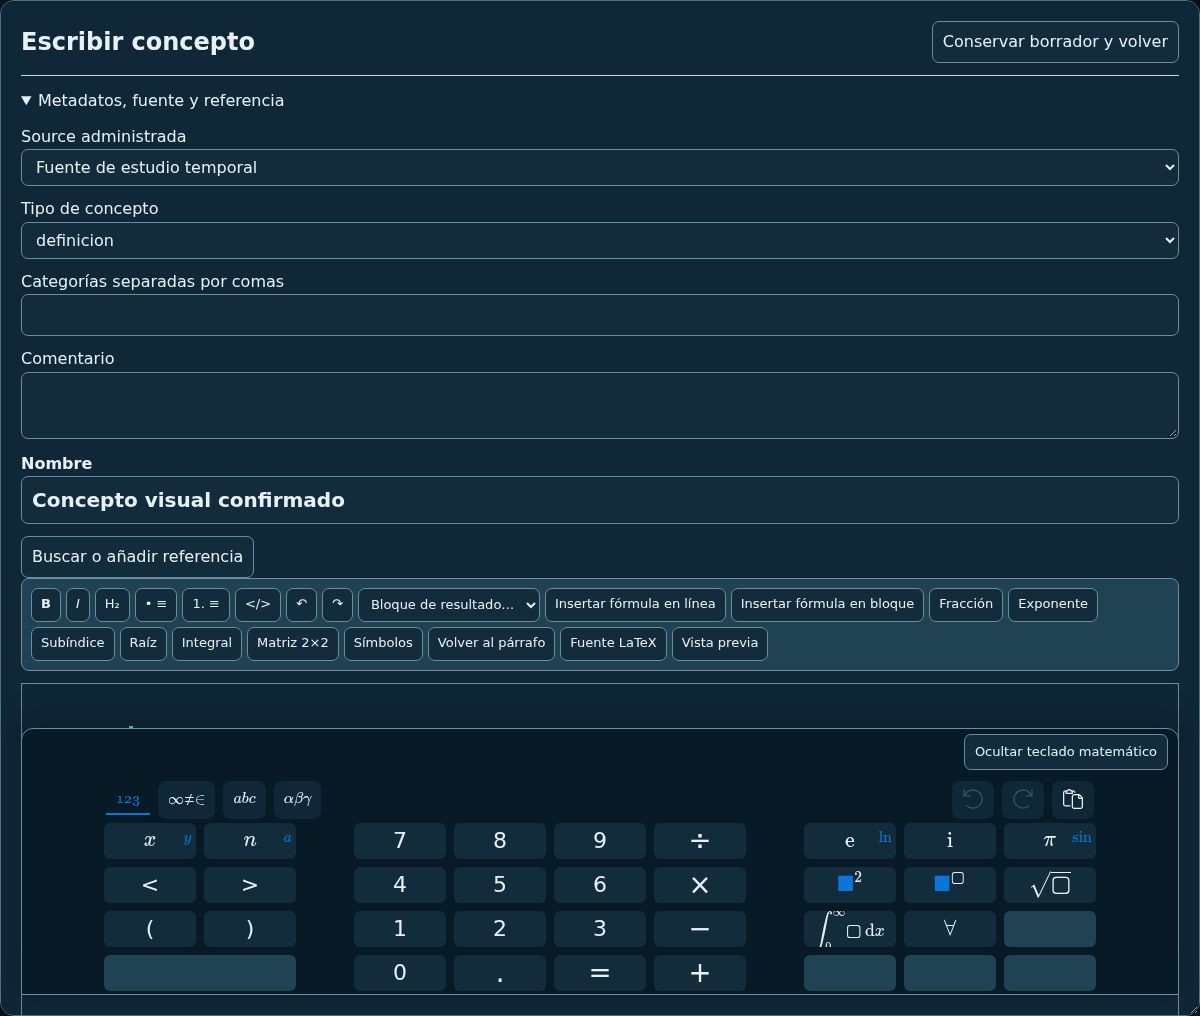 Escribir concepto
Conservar borrador y volver
▼ Metadatos, fuente y referencia
Source administrada
Fuente de estudio temporal
Tipo de concepto
definicion
Categorías separadas por comas
Comentario
Nombre
Concepto visual confirmado
Buscar o añadir referencia
B I H₂ • ≡ 1. ≡ </> ↶ ↷ Bloque de resultado... Insertar fórmula en línea Insertar fórmula en bloque Fracción Exponente
Subíndice Raíz Integral Matriz 2×2 Símbolos Volver al párrafo Fuente LaTeX Vista previa
Ocultar teclado matemático
123 ∞≠∈ abc αβγ
x y n a 7 8 9 ÷ e ln i π sin
< > 4 5 6 × ■² ■▢ √▢
( ) 1 2 3 − ∫₀^∞ ▢ dx ∀
0 . = +